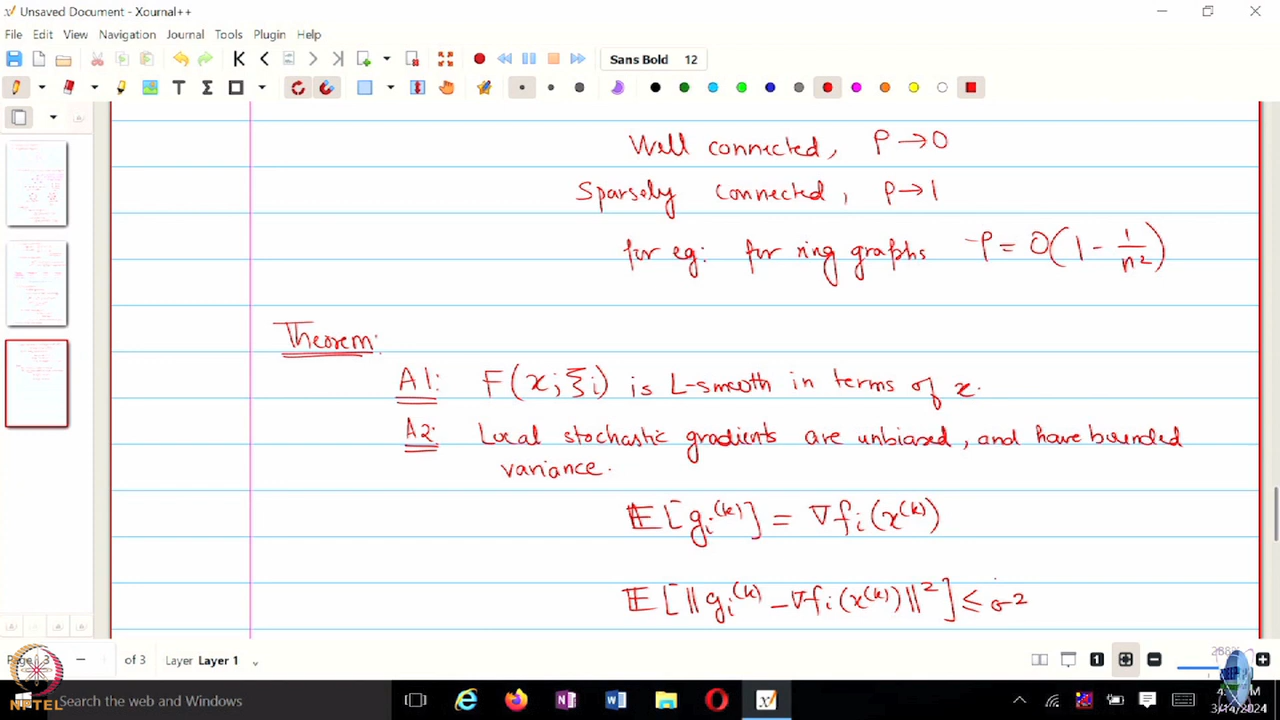 Unsaved Document - Xournal++
File Edit View Navigation Journal Tools Plugin Help
Sans Bold 12
Well connected, ρ → 0
Sparsely connected, ρ → 1
for eg: for ring graphs ρ = O(1 - 1/n²)
Theorem:
A1: F(x; ξi) is L-smooth in terms of x.
A2: Local stochastic gradients are unbiased, and have bounded
variance.
𝔼[gi^(k)] = ∇fi(x^(k))
𝔼[‖gi^(k) - ∇fi(x^(k))‖²] ≤ σ²
of 3 Layer Layer 1
Search the web and Windows
NPTEL
3/14/2024